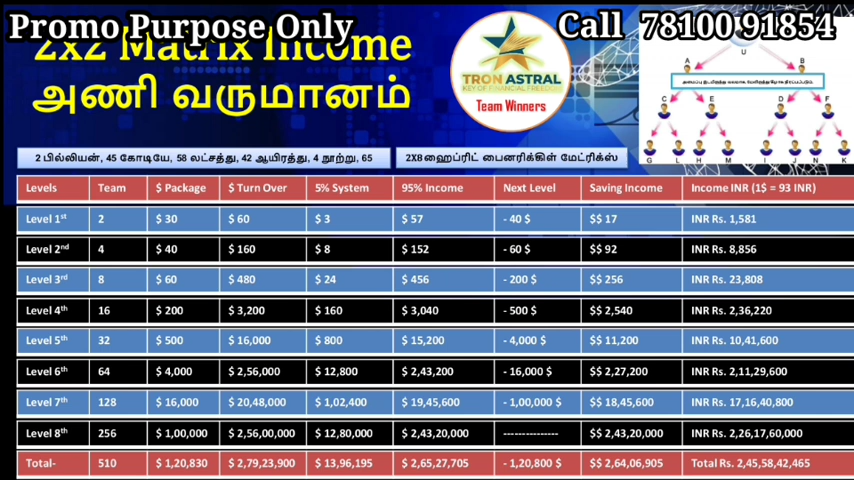 Promo Purpose Only
Call 78100 91854
2x2 Matrix Income
அணி வருமானம்
TRON ASTRAL
KEY OF FINANCIAL FREEDOM
Team Winners
U
A B
C E D F
G L H M I J N K
2 பில்லியன், 45 கோடியே, 58 லட்சத்து, 42 ஆயிரத்து, 4 நூற்று, 65
2X8ஹைப்ரிட் பைனரிக்கிள் மேட்ரிக்ஸ்
Levels Team $ Package $ Turn Over 5% System 95% Income Next Level Saving Income Income INR (1$ = 93 INR)
Level 1st 2 $ 30 $ 60 $ 3 $ 57 - 40 $ $$ 17 INR Rs. 1,581
Level 2nd 4 $ 40 $ 160 $ 8 $ 152 - 60 $ $$ 92 INR Rs. 8,856
Level 3rd 8 $ 60 $ 480 $ 24 $ 456 - 200 $ $$ 256 INR Rs. 23,808
Level 4th 16 $ 200 $ 3,200 $ 160 $ 3,040 - 500 $ $$ 2,540 INR Rs. 2,36,220
Level 5th 32 $ 500 $ 16,000 $ 800 $ 15,200 - 4,000 $ $$ 11,200 INR Rs. 10,41,600
Level 6th 64 $ 4,000 $ 2,56,000 $ 12,800 $ 2,43,200 - 16,000 $ $$ 2,27,200 INR Rs. 2,11,29,600
Level 7th 128 $ 16,000 $ 20,48,000 $ 1,02,400 $ 19,45,600 - 1,00,000 $ $$ 18,45,600 INR Rs. 17,16,40,800
Level 8th 256 $ 1,00,000 $ 2,56,00,000 $ 12,80,000 $ 2,43,20,000 --------------- $$ 2,43,20,000 INR Rs. 2,26,17,60,000
Total- 510 $ 1,20,830 $ 2,79,23,900 $ 13,96,195 $ 2,65,27,705 - 1,20,800 $ $$ 2,64,06,905 Total Rs. 2,45,58,42,465